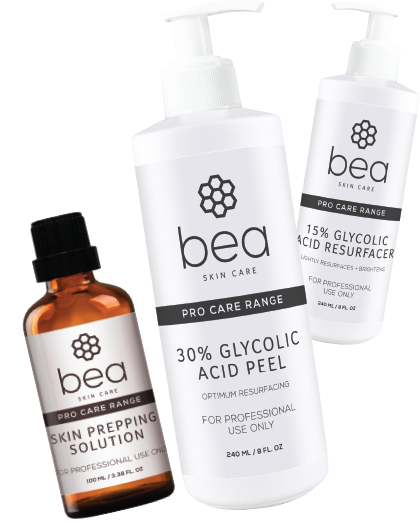 bea
SKIN CARE
PRO CARE RANGE
SKIN PREPPING
SOLUTION
FOR PROFESSIONAL USE ONLY
100 ML / 3.38 FL. OZ
bea
SKIN CARE
PRO CARE RANGE
30% GLYCOLIC
ACID PEEL
OPTIMUM RESURFACING
FOR PROFESSIONAL
USE ONLY
240 ML / 8 FL. OZ
bea
SKIN CARE
PRO CARE RANGE
15% GLYCOLIC
ACID RESURFACER
LIGHTLY RESURFACES + BRIGHTENS
FOR PROFESSIONAL
USE ONLY
240 ML / 8 FL. OZ